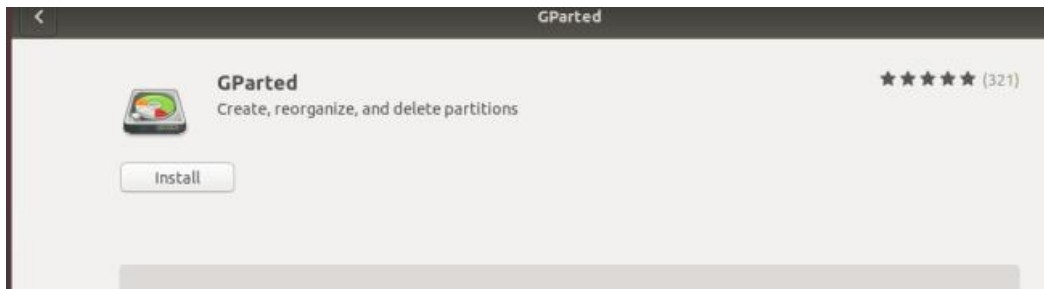 GParted
GParted
Create, reorganize, and delete partitions
(321)
Install